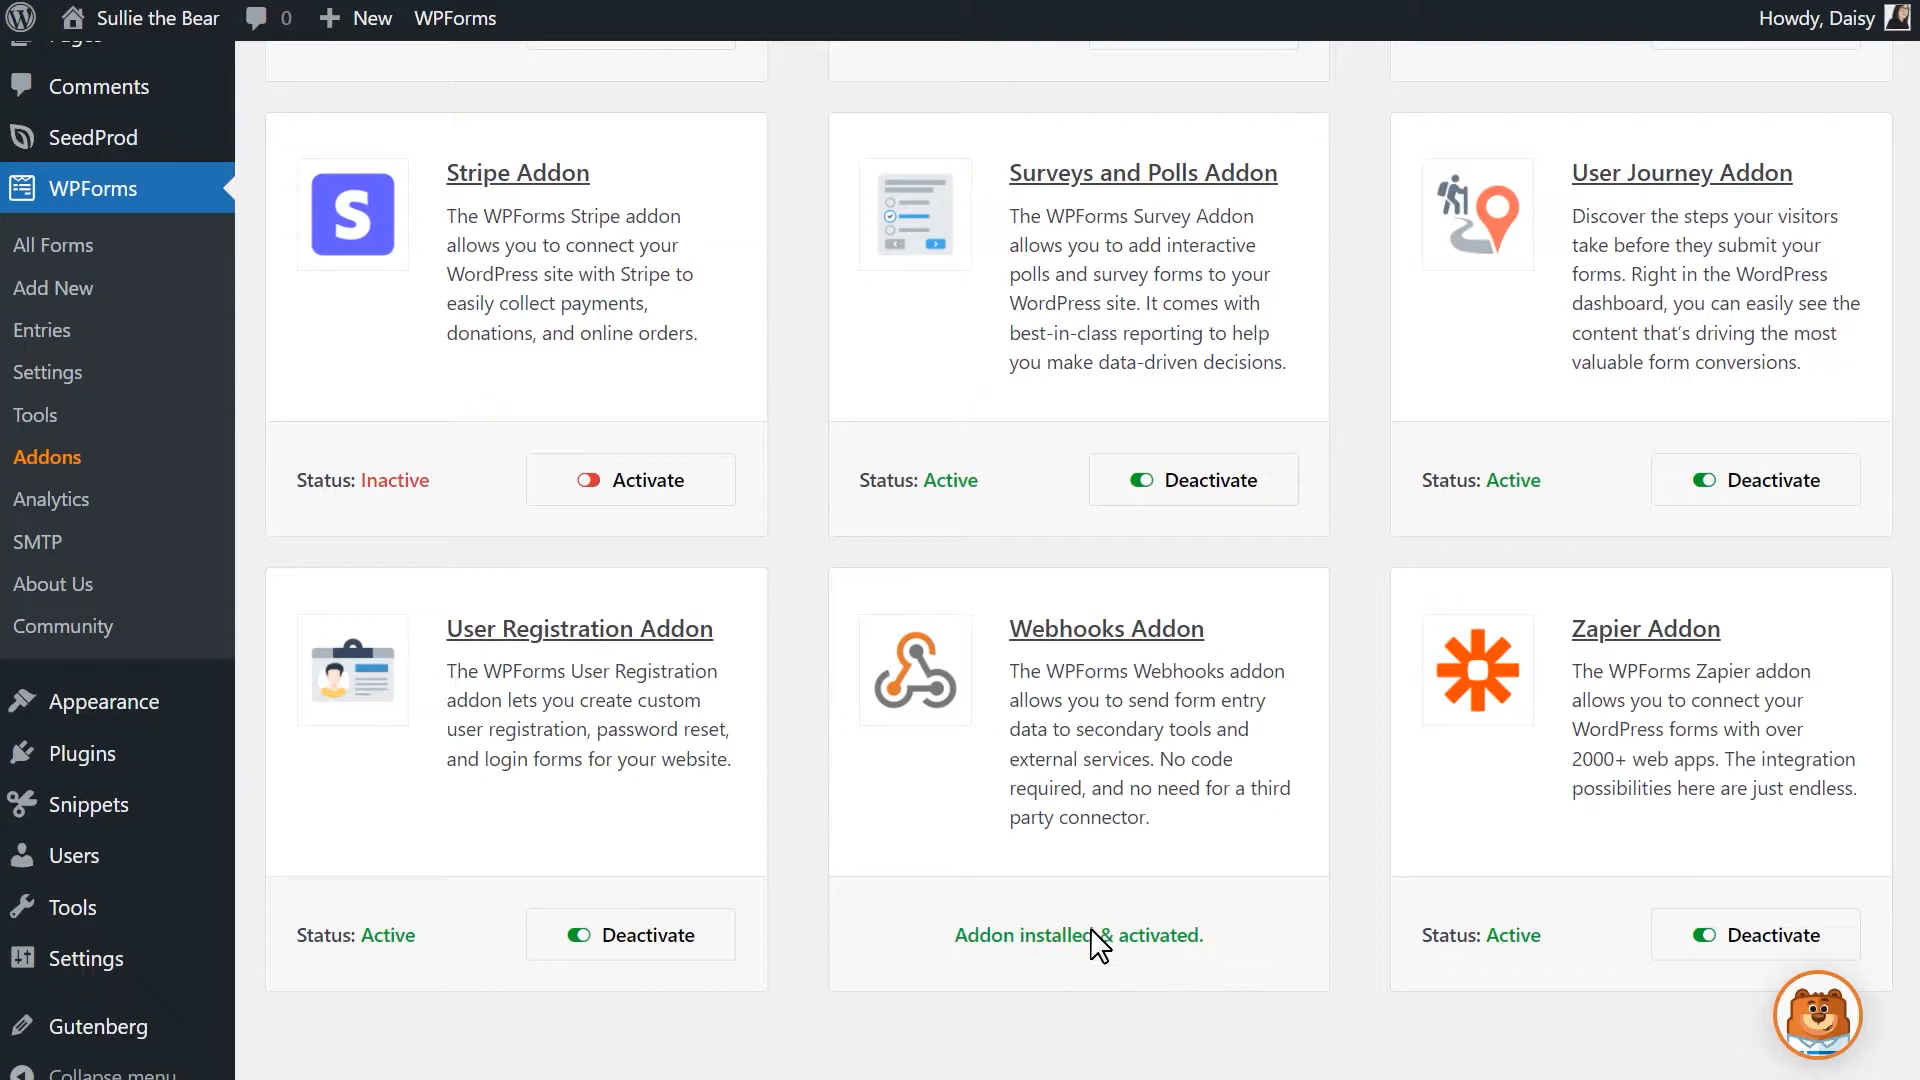 Sullie the Bear
0
New
WPForms
Howdy, Daisy
Pages
Comments
SeedProd
WPForms
All Forms
Add New
Entries
Settings
Tools
Addons
Analytics
SMTP
About Us
Community
Appearance
Plugins
Snippets
Users
Tools
Settings
Gutenberg
Collapse menu
Stripe Addon
The WPForms Stripe addon
allows you to connect your
WordPress site with Stripe to
easily collect payments,
donations, and online orders.
Status: Inactive
Activate
Surveys and Polls Addon
The WPForms Survey Addon
allows you to add interactive
polls and survey forms to your
WordPress site. It comes with
best-in-class reporting to help
you make data-driven decisions.
Status: Active
Deactivate
User Journey Addon
Discover the steps your visitors
take before they submit your
forms. Right in the WordPress
dashboard, you can easily see the
content that's driving the most
valuable form conversions.
Status: Active
Deactivate
User Registration Addon
The WPForms User Registration
addon lets you create custom
user registration, password reset,
and login forms for your website.
Status: Active
Deactivate
Webhooks Addon
The WPForms Webhooks addon
allows you to send form entry
data to secondary tools and
external services. No code
required, and no need for a third
party connector.
Addon installed & activated.
Zapier Addon
The WPForms Zapier addon
allows you to connect your
WordPress forms with over
2000+ web apps. The integration
possibilities here are just endless.
Status: Active
Deactivate